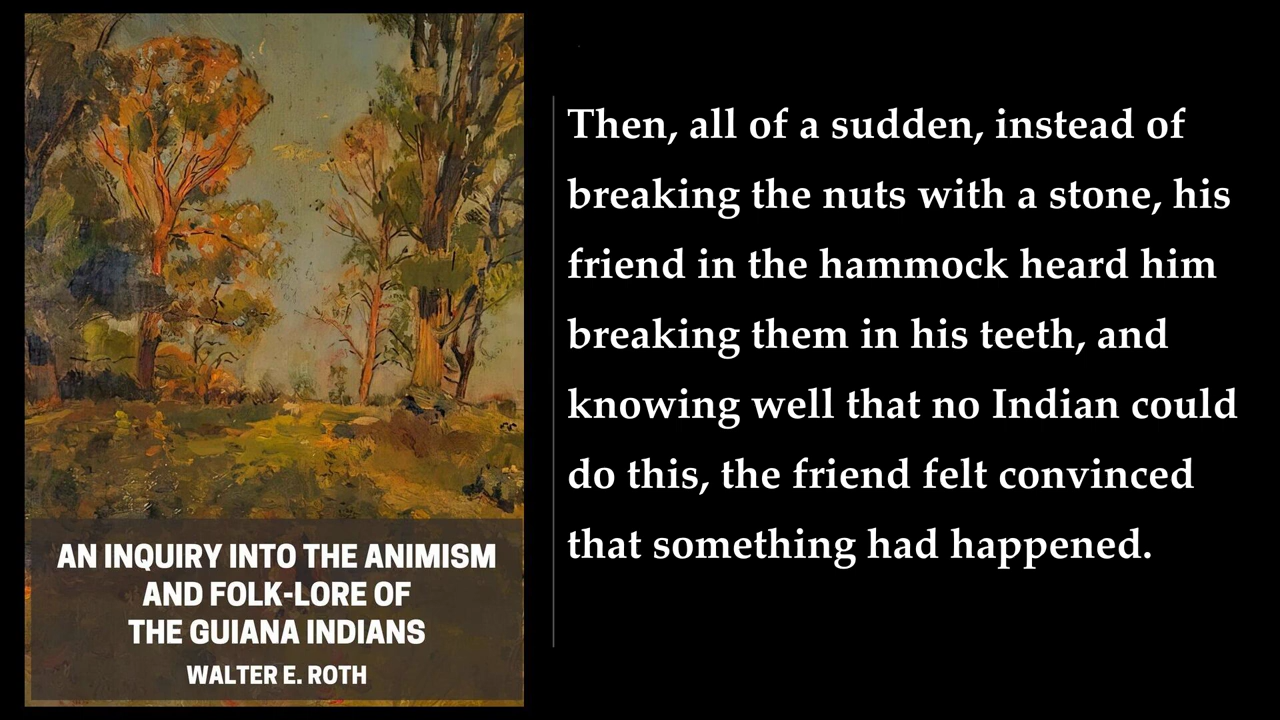 Then, all of a sudden, instead of
breaking the nuts with a stone, his
friend in the hammock heard him
breaking them in his teeth, and
knowing well that no Indian could
do this, the friend felt convinced
that something had happened.
AN INQUIRY INTO THE ANIMISM
AND FOLK-LORE OF
THE GUIANA INDIANS
WALTER E. ROTH